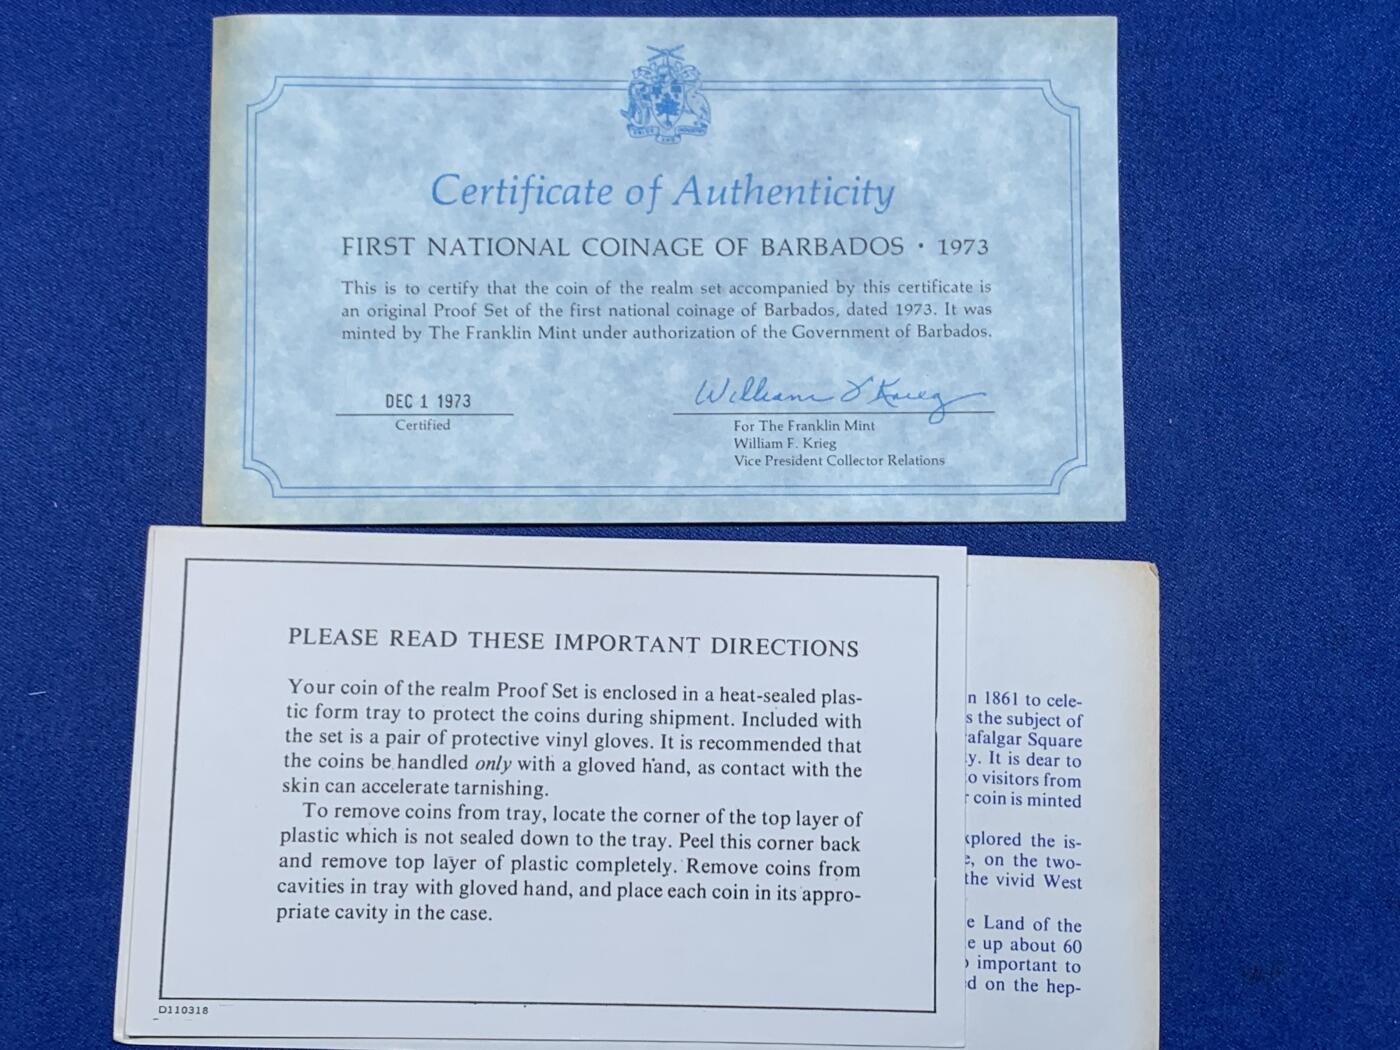 Certificate of Authenticity
FIRST NATIONAL COINAGE OF BARBADOS · 1973
This is to certify that the coin of the realm set accompanied by this certificate is
an original Proof Set of the first national coinage of Barbados, dated 1973. It was
minted by The Franklin Mint under authorization of the Government of Barbados.
DEC 1 1973
Certified
William F Krieg
For The Franklin Mint
William F. Krieg
Vice President Collector Relations
PLEASE READ THESE IMPORTANT DIRECTIONS
Your coin of the realm Proof Set is enclosed in a heat-sealed plas-
tic form tray to protect the coins during shipment. Included with
the set is a pair of protective vinyl gloves. It is recommended that
the coins be handled only with a gloved hand, as contact with the
skin can accelerate tarnishing.
To remove coins from tray, locate the corner of the top layer of
plastic which is not sealed down to the tray. Peel this corner back
and remove top layer of plastic completely. Remove coins from
cavities in tray with gloved hand, and place each coin in its appro-
priate cavity in the case.
D110318
n 1861 to cele-
s the subject of
afalgar Square
y. It is dear to
o visitors from
coin is minted
xplored the is-
e, on the two-
the vivid West
e Land of the
e up about 60
important to
d on the hep-